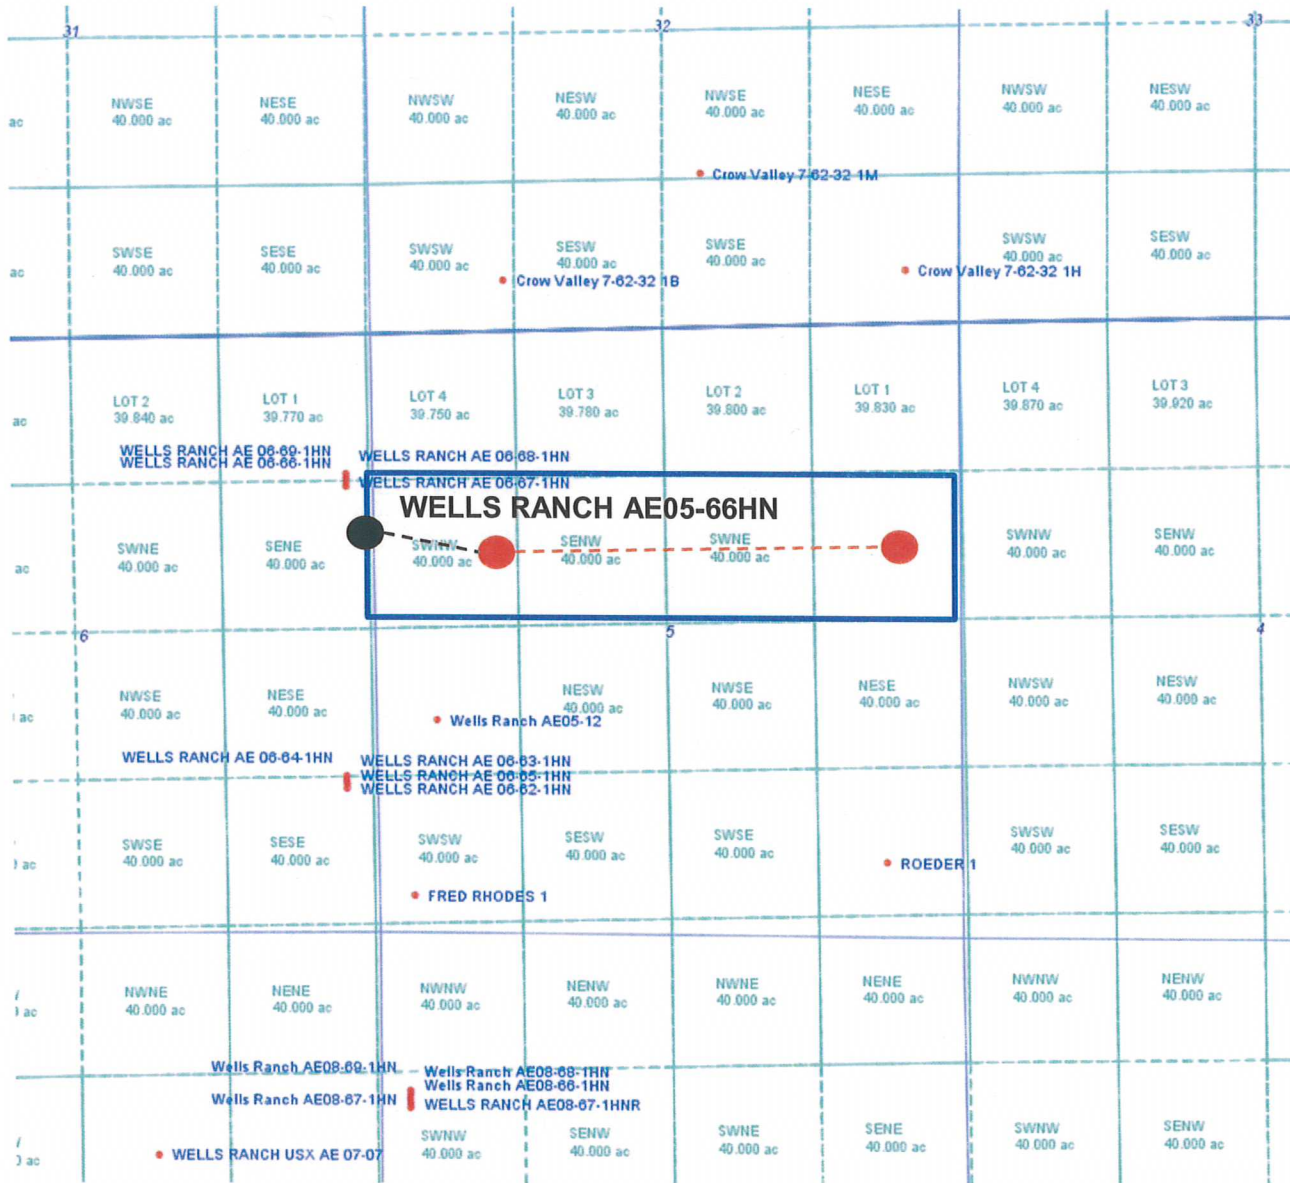 31
32
33
ac
NWSE
40.000 ac
NESE
40.000 ac
NWSW
40.000 ac
NESW
40.000 ac
NWSE
40.000 ac
NESE
40.000 ac
NWSW
40.000 ac
NESW
40.000 ac
Crow Valley 7-62-32 1M
ac
SWSE
40.000 ac
SESE
40.000 ac
SWSW
40.000 ac
SESW
40.000 ac
SWSE
40.000 ac
SWSW
40.000 ac
SESW
40.000 ac
Crow Valley 7-62-32 1B
Crow Valley 7-62-32 1H
ac
LOT 2
39.840 ac
LOT 1
39.770 ac
LOT 4
39.750 ac
LOT 3
39.780 ac
LOT 2
39.800 ac
LOT 1
39.830 ac
LOT 4
39.870 ac
LOT 3
39.920 ac
WELLS RANCH AE 06-69-1HN
WELLS RANCH AE 06-66-1HN
WELLS RANCH AE 06-68-1HN
WELLS RANCH AE 06-67-1HN
WELLS RANCH AE05-66HN
ac
SWNE
40.000 ac
SENE
40.000 ac
SWNW
40.000 ac
SENW
40.000 ac
SWNE
40.000 ac
SWNW
40.000 ac
SENW
40.000 ac
6
5
4
ac
NWSE
40.000 ac
NESE
40.000 ac
NESW
40.000 ac
NWSE
40.000 ac
NESE
40.000 ac
NWSW
40.000 ac
NESW
40.000 ac
Wells Ranch AE05-12
WELLS RANCH AE 06-64-1HN
WELLS RANCH AE 06-63-1HN
WELLS RANCH AE 06-65-1HN
WELLS RANCH AE 06-62-1HN
ac
SWSE
40.000 ac
SESE
40.000 ac
SWSW
40.000 ac
SESW
40.000 ac
SWSE
40.000 ac
SWSW
40.000 ac
SESW
40.000 ac
ROEDER 1
FRED RHODES 1
ac
NWNE
40.000 ac
NENE
40.000 ac
NWNW
40.000 ac
NENW
40.000 ac
NWNE
40.000 ac
NENE
40.000 ac
NWNW
40.000 ac
NENW
40.000 ac
Wells Ranch AE08-69-1HN
Wells Ranch AE08-68-1HN
Wells Ranch AE08-66-1HN
Wells Ranch AE08-67-1HN
WELLS RANCH AE08-67-1HNR
ac
WELLS RANCH USX AE 07-07
SWNW
40.000 ac
SENW
40.000 ac
SWNE
40.000 ac
SENE
40.000 ac
SWNW
40.000 ac
SENW
40.000 ac